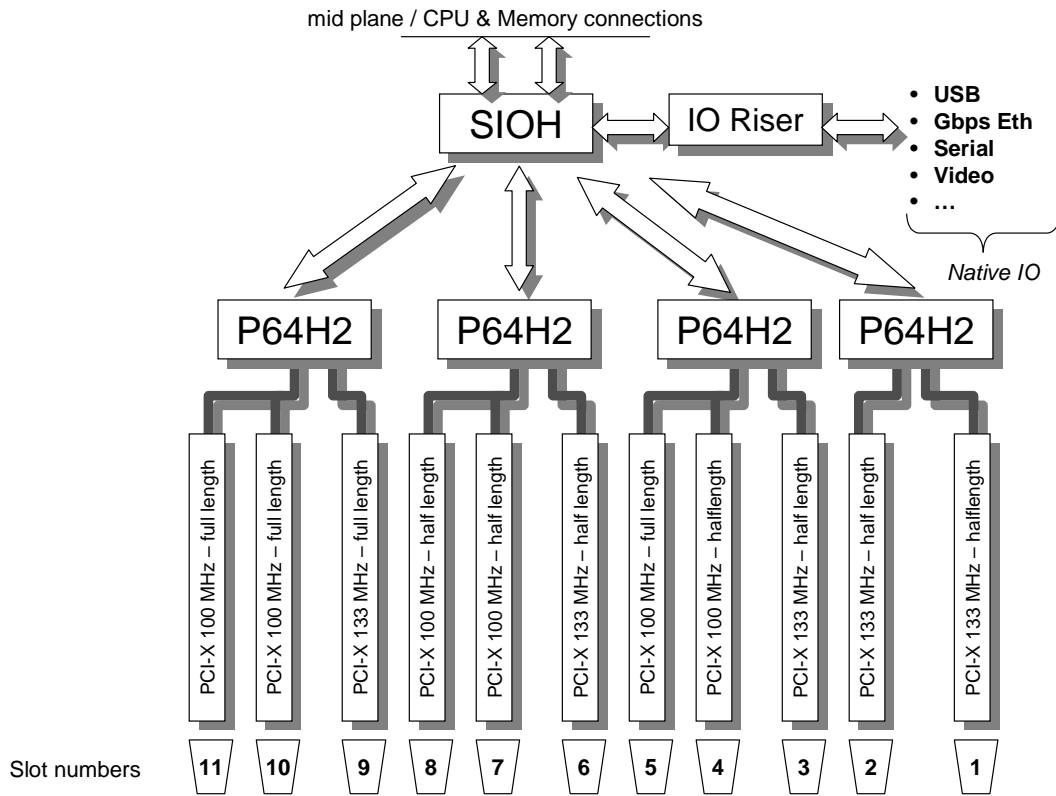 mid plane / CPU & Memory connections
SIOH
IO Riser
• USB
• Gbps Eth
• Serial
• Video
• …
Native IO
P64H2
P64H2
P64H2
P64H2
PCI-X 100 MHz – full length
PCI-X 100 MHz – full length
PCI-X 133 MHz – full length
PCI-X 100 MHz – half length
PCI-X 100 MHz – half length
PCI-X 133 MHz – half length
PCI-X 100 MHz – full length
PCI-X 100 MHz – halflength
PCI-X 133 MHz – half length
PCI-X 133 MHz – half length
PCI-X 133 MHz – halflength
Slot numbers
11
10
9
8
7
6
5
4
3
2
1